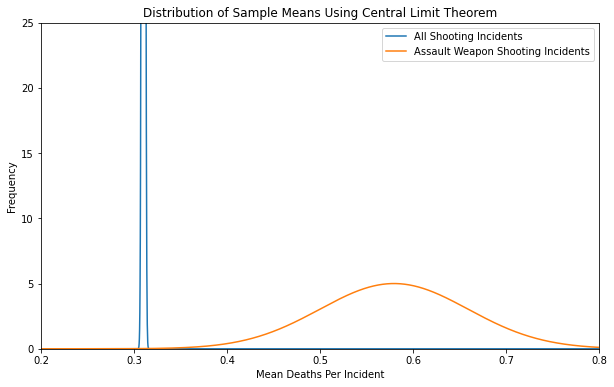 Distribution of Sample Means Using Central Limit Theorem
25
20
15
10
5
0
Frequency
All Shooting Incidents
Assault Weapon Shooting Incidents
0.2 0.3 0.4 0.5 0.6 0.7 0.8
Mean Deaths Per Incident